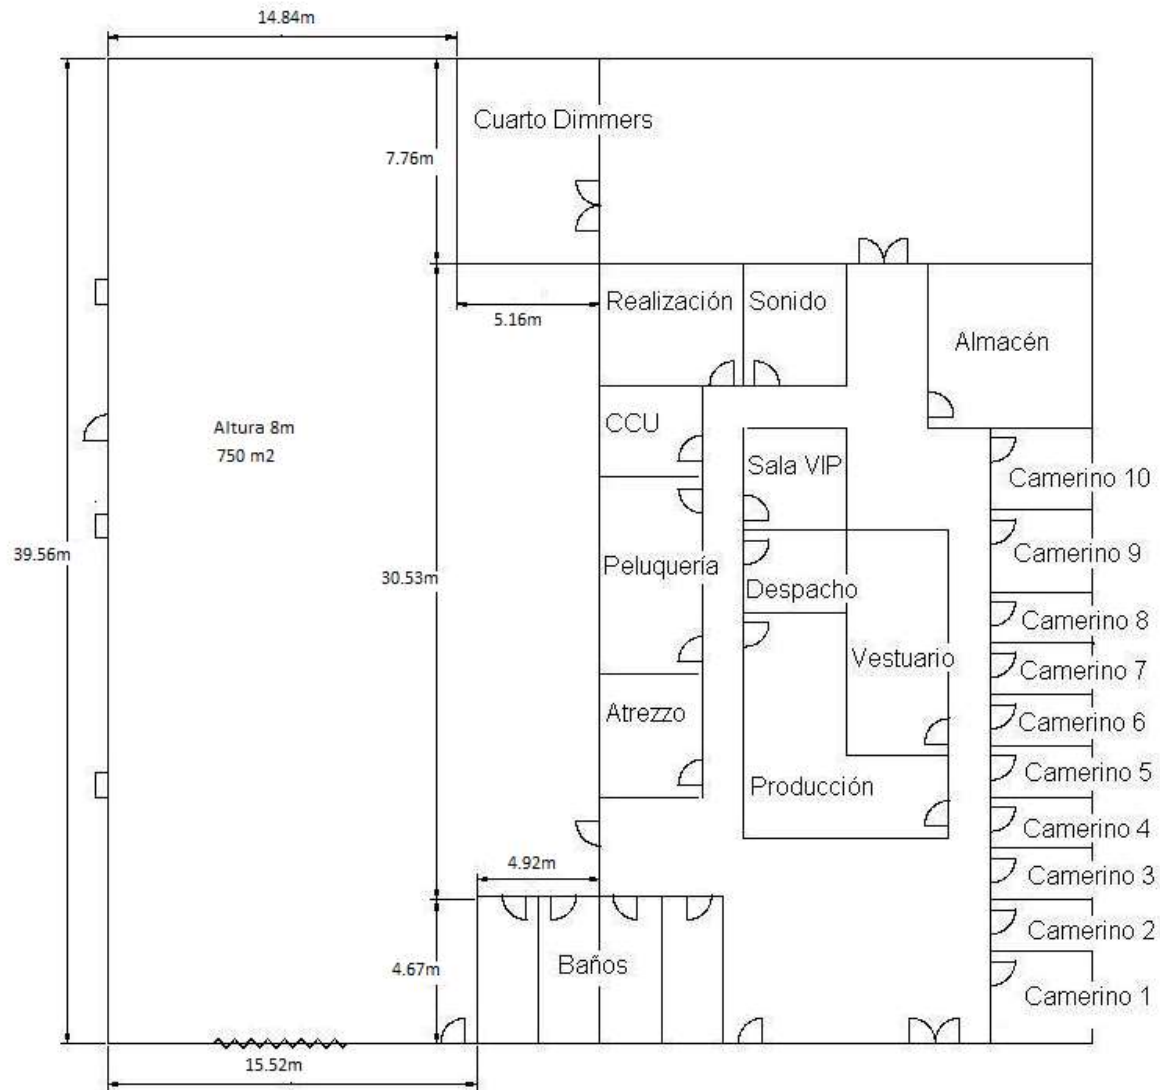 14.84m
Cuarto Dimmers
7.76m
5.16m
Realización
Sonido
Almacén
Altura 8m
750 m2
CCU
Sala VIP
Camerino 10
39.56m
30.53m
Peluquería
Despacho
Camerino 9
Camerino 8
Vestuario
Camerino 7
Atrezzo
Camerino 6
Producción
Camerino 5
Camerino 4
4.92m
Camerino 3
Camerino 2
4.67m
Baños
Camerino 1
15.52m